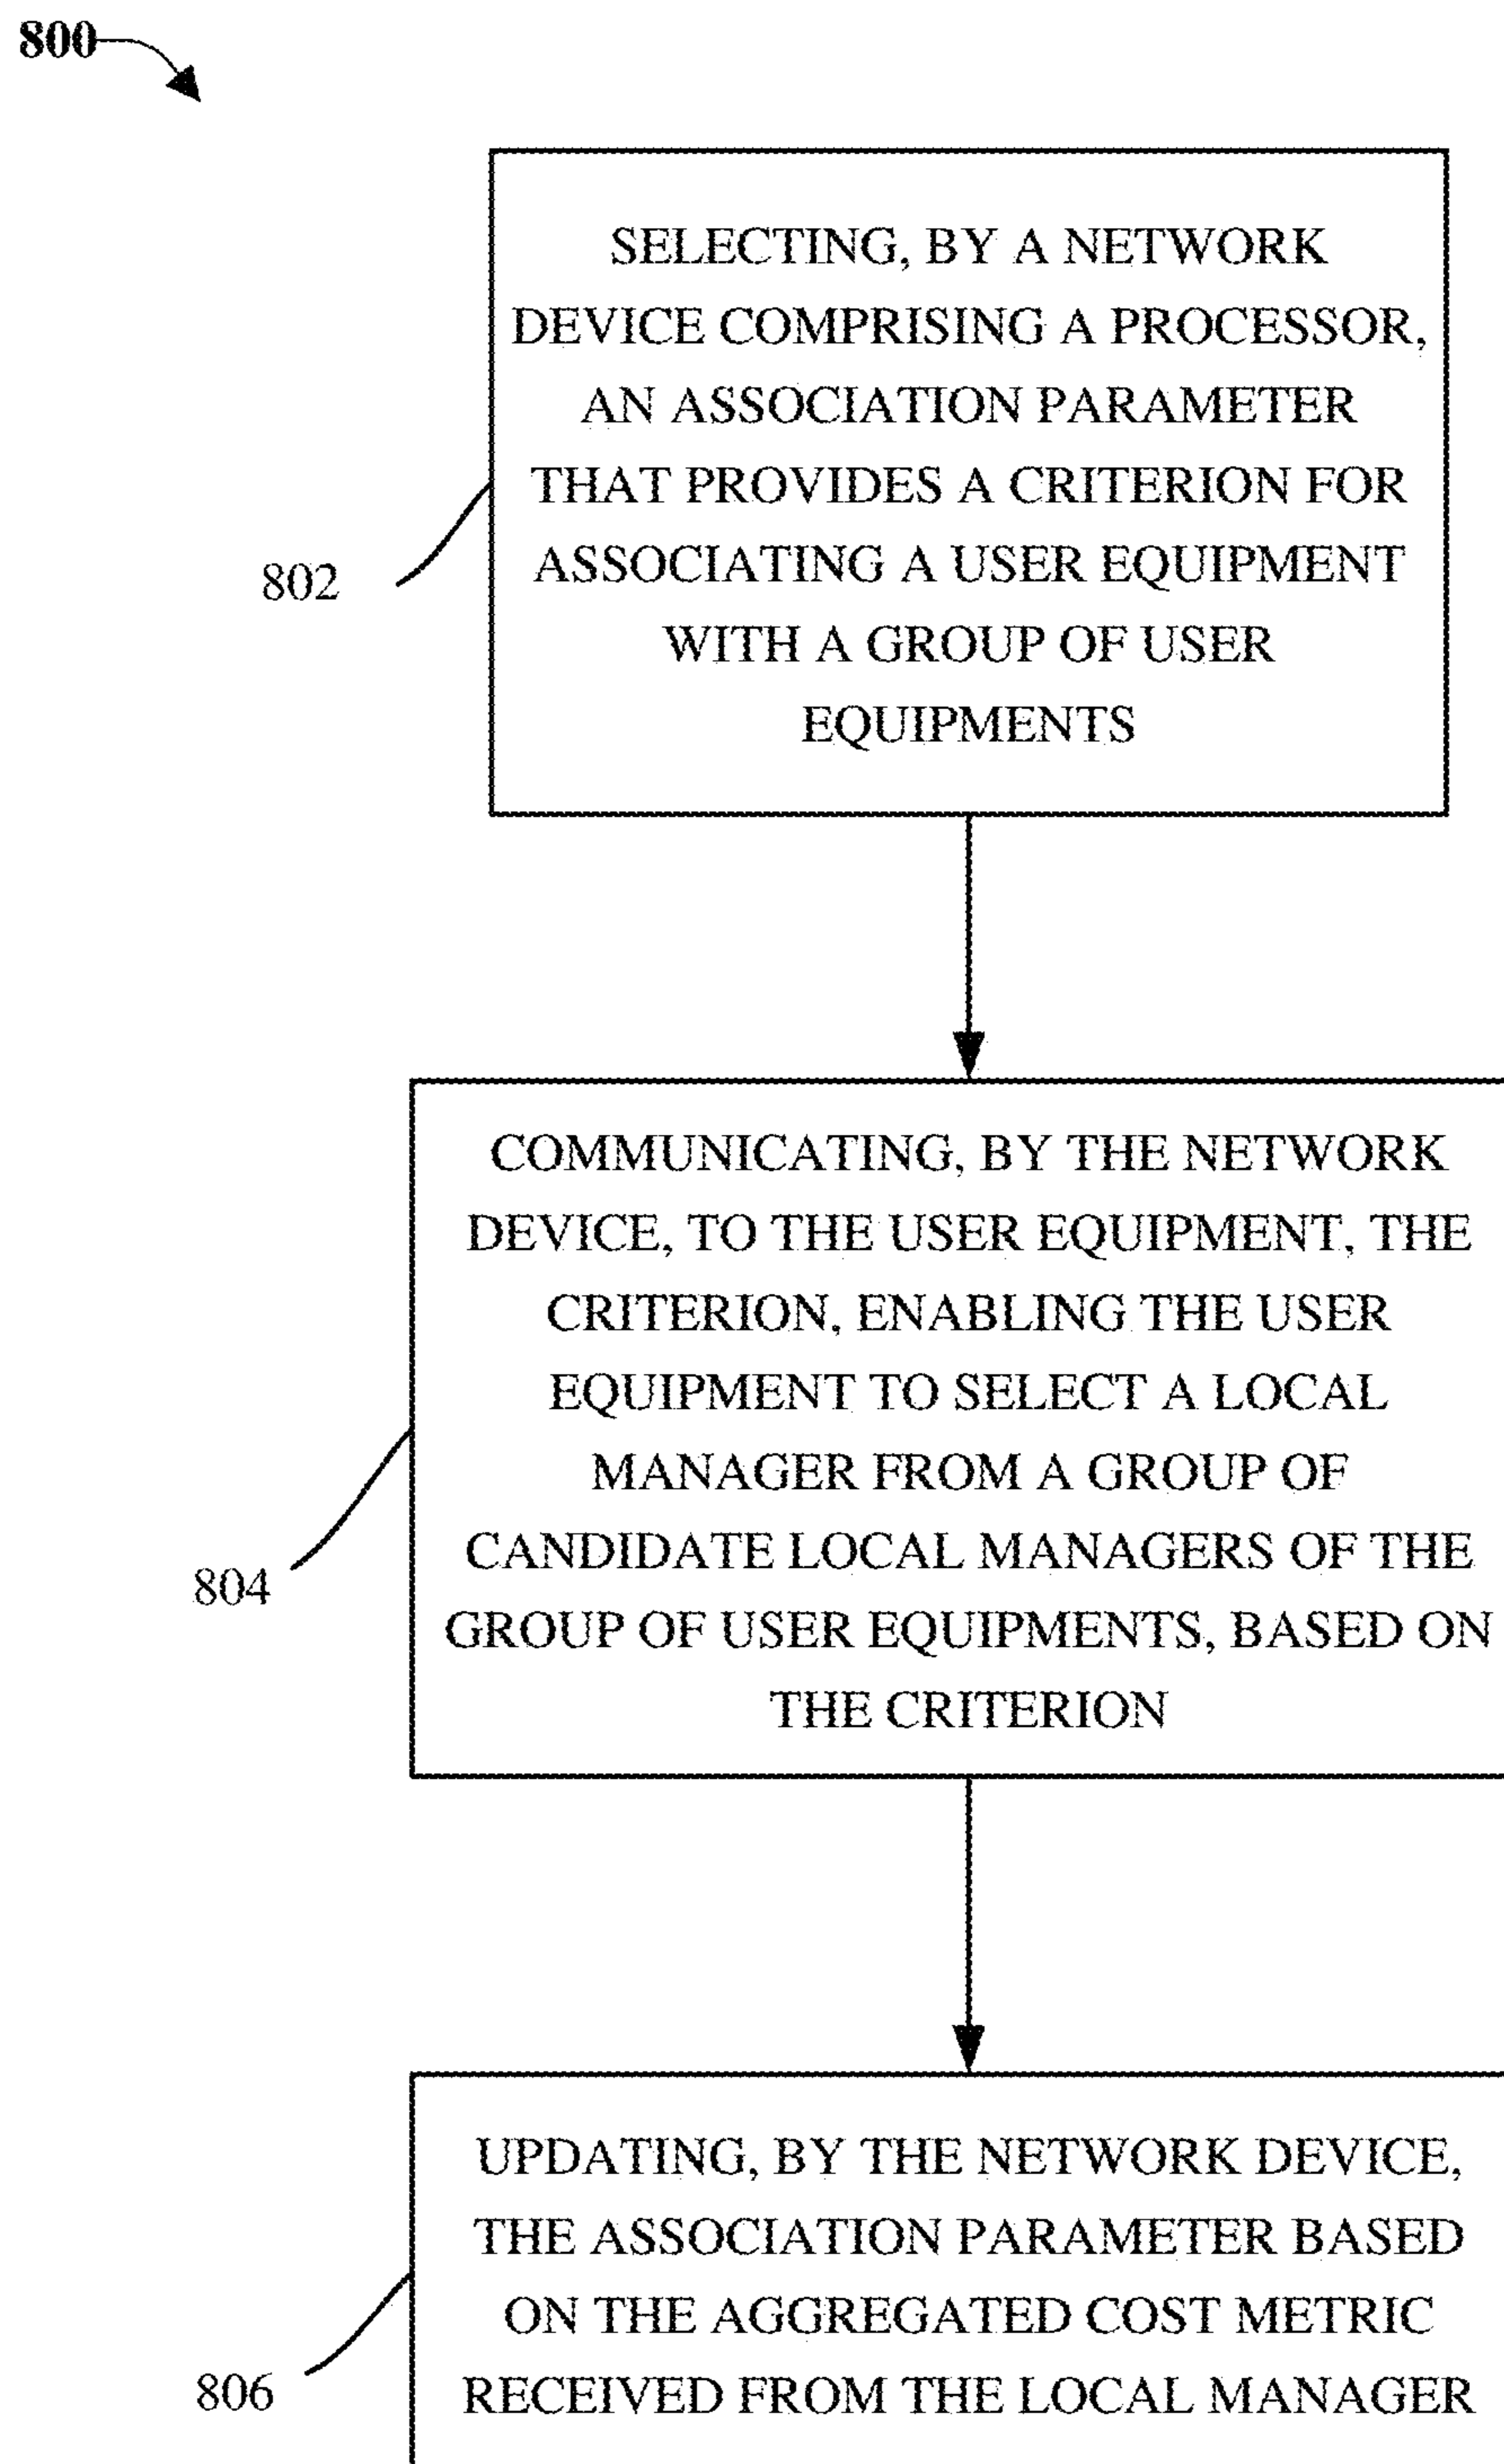 800
SELECTING, BY A NETWORK
DEVICE COMPRISING A PROCESSOR,
AN ASSOCIATION PARAMETER
THAT PROVIDES A CRITERION FOR
ASSOCIATING A USER EQUIPMENT
WITH A GROUP OF USER
EQUIPMENTS
802
COMMUNICATING, BY THE NETWORK
DEVICE, TO THE USER EQUIPMENT, THE
CRITERION, ENABLING THE USER
EQUIPMENT TO SELECT A LOCAL
MANAGER FROM A GROUP OF
CANDIDATE LOCAL MANAGERS OF THE
GROUP OF USER EQUIPMENTS, BASED ON
THE CRITERION
804
UPDATING, BY THE NETWORK DEVICE,
THE ASSOCIATION PARAMETER BASED
ON THE AGGREGATED COST METRIC
RECEIVED FROM THE LOCAL MANAGER
806